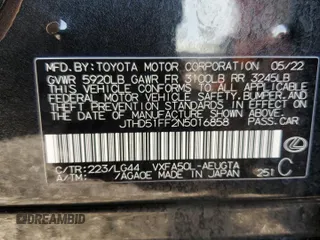 MFD BY: TOYOTA MOTOR CORPORATION 05/22
GVWR 5920LB GAWR FR 3100LB RR 3245LB
THIS VEHICLE CONFORMS TO ALL APPLICABLE
FEDERAL MOTOR VEHICLE SAFETY, BUMPER, AND
THEFT PREVENTION STANDARDS IN EFFECT ON THE
DATE OF MANUFACTURE SHOWN ABOVE.
JTHD51FF2N5016858 PASS. CAR
C/TR: 223/LG44 VXFA50L-AEUGTA
A/TM: /AGA0E MADE IN JAPAN 251 C
DEAR BID